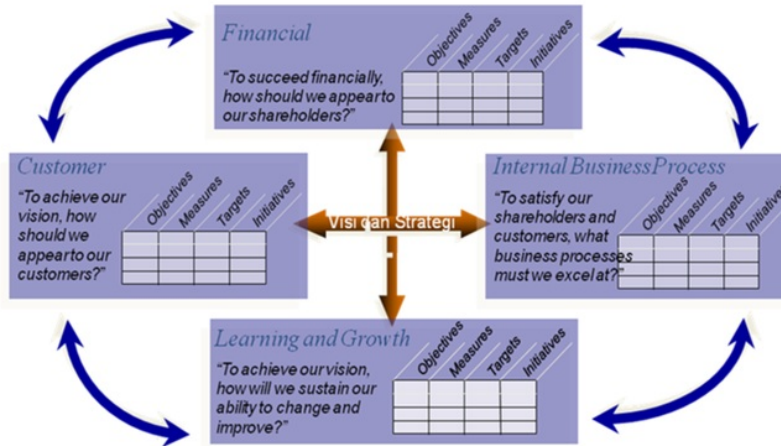 Financial
Objectives
Measures
Targets
Initiatives
“To succeed financially,
how should we appear to
our shareholders?”
Customer
Objectives
Measures
Targets
Initiatives
“To achieve our
vision, how
should we
appear to our
customers?”
Visi dan Strategi
Internal Business Process
Objectives
Measures
Targets
Initiatives
“To satisfy our
shareholders and
customers, what
business processes
must we excel at?”
Learning and Growth
Objectives
Measures
Targets
Initiatives
“To achieve our vision,
how will we sustain our
ability to change and
improve?”